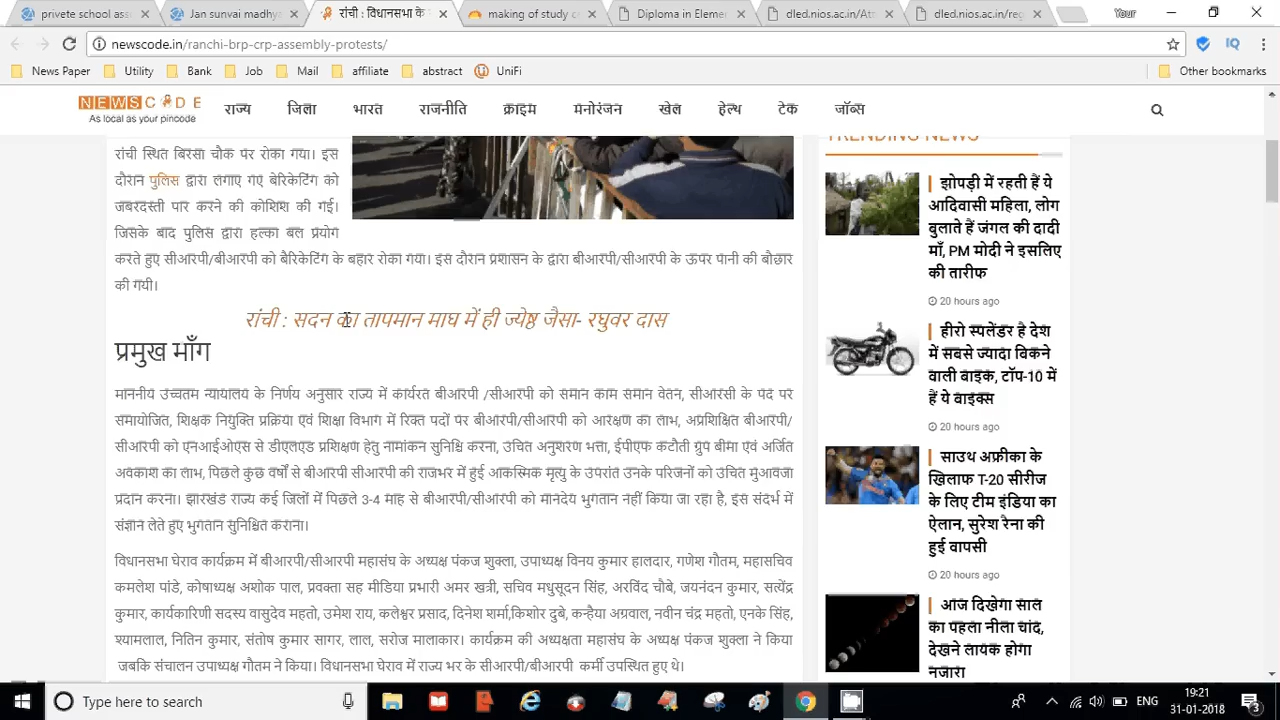 privete school ass
Jan sunvai madhya
रांची : विधानसभा के
making of study c
Diploma in Elemer
dled.nios.ac.in/Att
dled.nios.ac.in/reg
Your
newscode.in/ranchi-brp-crp-assembly-protests/
IQ
News Paper
Utility
Bank
Job
Mail
affiliate
abstract
UniFi
Other bookmarks
NEWSCODE
As local as your pincode
राज्य
जिला
भारत
राजनीति
क्राइम
मनोरंजन
खेल
हेल्थ
टेक
जॉब्स
रांची स्थित बिरसा चौक पर रोका गया। इस
दौरान पुलिस द्वारा लगाए गए बेरिकेटिंग को
जबरदस्ती पार करने की कोशिश की गई।
जिसके बाद पुलिस द्वारा हल्का बल प्रयोग
करते हुए सीआरपी/बीआरपी को बैरिकेटिंग के बहार रोका गया। इस दौरान प्रशासन के द्वारा बीआरपी/सीआरपी के ऊपर पानी की बौछार
की गयी।
रांची : सदन का तापमान माघ में ही ज्येष्ठ जैसा- रघुवर दास
प्रमुख माँग
माननीय उच्चतम न्यायालय के निर्णय अनुसार राज्य में कार्यरत बीआरपी /सीआरपी को समान काम समान वेतन, सीआरसी के पद पर
समायोजित, शिक्षक नियुक्ति प्रक्रिया एवं शिक्षा विभाग में रिक्त पदों पर बीआरपी/सीआरपी को आरक्षण का लाभ, अप्रशिक्षित बीआरपी/
सीआरपी को एनआईओएस से डीएलएड प्रशिक्षण हेतु नामांकन सुनिश्चि करना, उचित अनुशरण भत्ता, ईपीएफ कटौती ग्रुप बीमा एवं अर्जित
अवकाश का लाभ, पिछले कुछ वर्षों से बीआरपी सीआरपी की राजभर में हुई आकस्मिक मृत्यु के उपरांत उनके परिजनों को उचित मुआवजा
प्रदान करना। झारखंड राज्य कई जिलों में पिछले 3-4 माह से बीआरपी/सीआरपी को मानदेय भुगतान नहीं किया जा रहा है, इस संदर्भ में
संज्ञान लेते हुए भुगतान सुनिश्चित कराना।
विधानसभा घेराव कार्यक्रम में बीआरपी/सीआरपी महासंघ के अध्यक्ष पंकज शुक्ला, उपाध्यक्ष विनय कुमार हालदार, गणेश गौतम, महासचिव
कमलेश पांडे, कोषाध्यक्ष अशोक पाल, प्रवक्ता सह मीडिया प्रभारी अमर खत्री, सचिव मधुसूदन सिंह, अरविंद चौबे, जयनंदन कुमार, सत्येंद्र
कुमार, कार्यकारिणी सदस्य वासुदेव महतो, उमेश राय, कलेश्वर प्रसाद, दिनेश शर्मा,किशोर दुबे, कन्हैया अग्रवाल, नवीन चंद्र महतो, एनके सिंह,
श्यामलाल, नितिन कुमार, संतोष कुमार सागर, लाल, सरोज मालाकार। कार्यक्रम की अध्यक्षता महासंघ के अध्यक्ष पंकज शुक्ला ने किया
जबकि संचालन उपाध्यक्ष गौतम ने किया। विधानसभा घेराव में राज्य भर के सीआरपी/बीआरपी कर्मी उपस्थित हुए थे।
TRENDING NEWS
झोपड़ी में रहती हैं ये
आदिवासी महिला, लोग
बुलाते हैं जंगल की दादी
माँ, PM मोदी ने इसलिए
की तारीफ
20 hours ago
हीरो स्पलेंडर है देश
में सबसे ज्यादा बिकने
वाली बाइक, टॉप-10 में
हैं ये बाइक्स
20 hours ago
साउथ अफ्रीका के
खिलाफ T-20 सीरीज
के लिए टीम इंडिया का
ऐलान, सुरेश रैना की
हुई वापसी
20 hours ago
आज दिखेगा साल
का पहला नीला चांद,
देखने लायक होगा
नजारा
Type here to search
ENG
19:21
31-01-2018
3